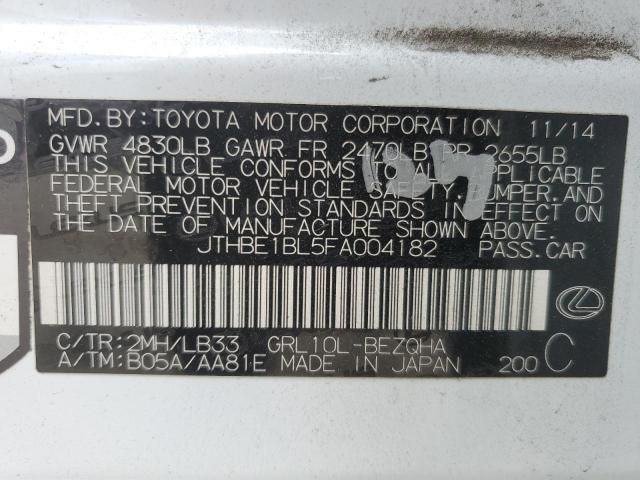 MFD. BY: TOYOTA MOTOR CORPORATION 11/14
GVWR 4830LB GAWR FR 2470LB RR 2655LB
THIS VEHICLE CONFORMS TO ALL APPLICABLE
FEDERAL MOTOR VEHICLE SAFETY, BUMPER, AND
THEFT PREVENTION STANDARDS IN EFFECT ON
THE DATE OF MANUFACTURE SHOWN ABOVE.
JTHBE1BL5FA004182 PASS.CAR
C/TR:2MH/LB33 GRL10L-BEZQHA
A/TM:B05A/AA81E MADE IN JAPAN 200 C